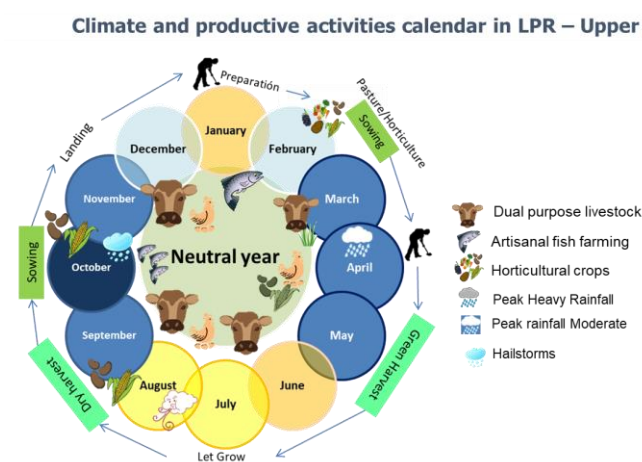 Climate and productive activities calendar in LPR – Upper
Preparación
Pasture/Horticulture
Sowing
Landing
January
December
February
November
March
Neutral year
Sowing
October
April
September
May
August
July
June
Dry harvest
Green Harvest
Let Grow
Dual purpose livestock
Artisanal fish farming
Horticultural crops
Peak Heavy Rainfall
Peak rainfall Moderate
Hailstorms